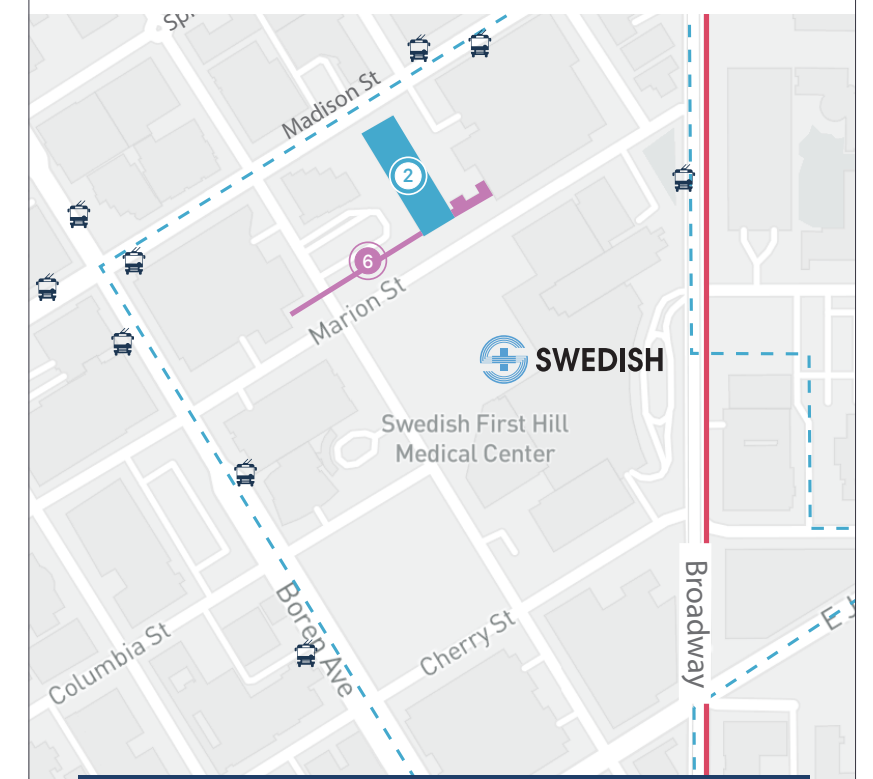 Madison St
2
6
Marion St
SWEDISH
Swedish First Hill
Medical Center
Broadway
Boren Ave
Cherry St
Columbia St